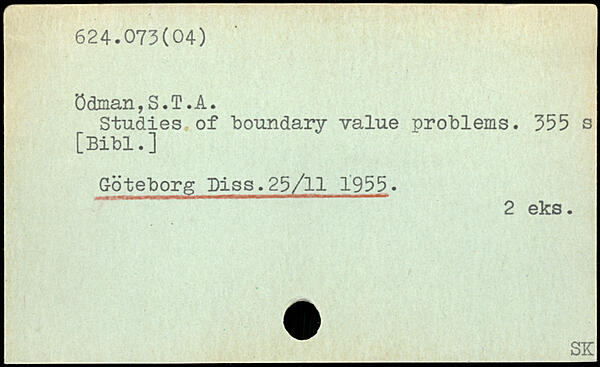 624.073(04)
Ödman,S.T.A.
Studies of boundary value problems. 355 s
[Bibl.]
Göteborg Diss.25/11 1955.
2 eks.
SK